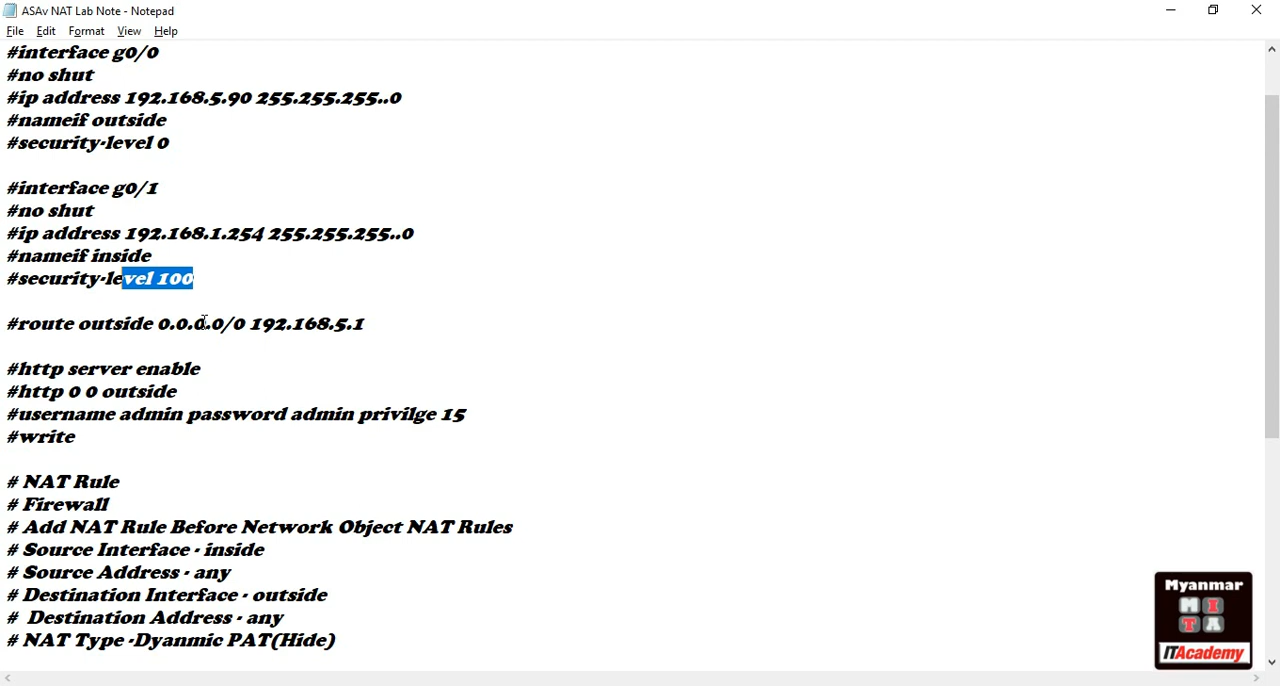 ASAv NAT Lab Note - Notepad
File Edit Format View Help
#interface g0/0
#no shut
#ip address 192.168.5.90 255.255.255..0
#nameif outside
#security-level 0
#interface g0/1
#no shut
#ip address 192.168.1.254 255.255.255..0
#nameif inside
#security-level 100
#route outside 0.0.0.0/0 192.168.5.1
#http server enable
#http 0 0 outside
#username admin password admin privilge 15
#write
# NAT Rule
# Firewall
# Add NAT Rule Before Network Object NAT Rules
# Source Interface - inside
# Source Address - any
# Destination Interface - outside
#  Destination Address - any
# NAT Type -Dyanmic PAT(Hide)
Myanmar
M I
T A
ITAcademy